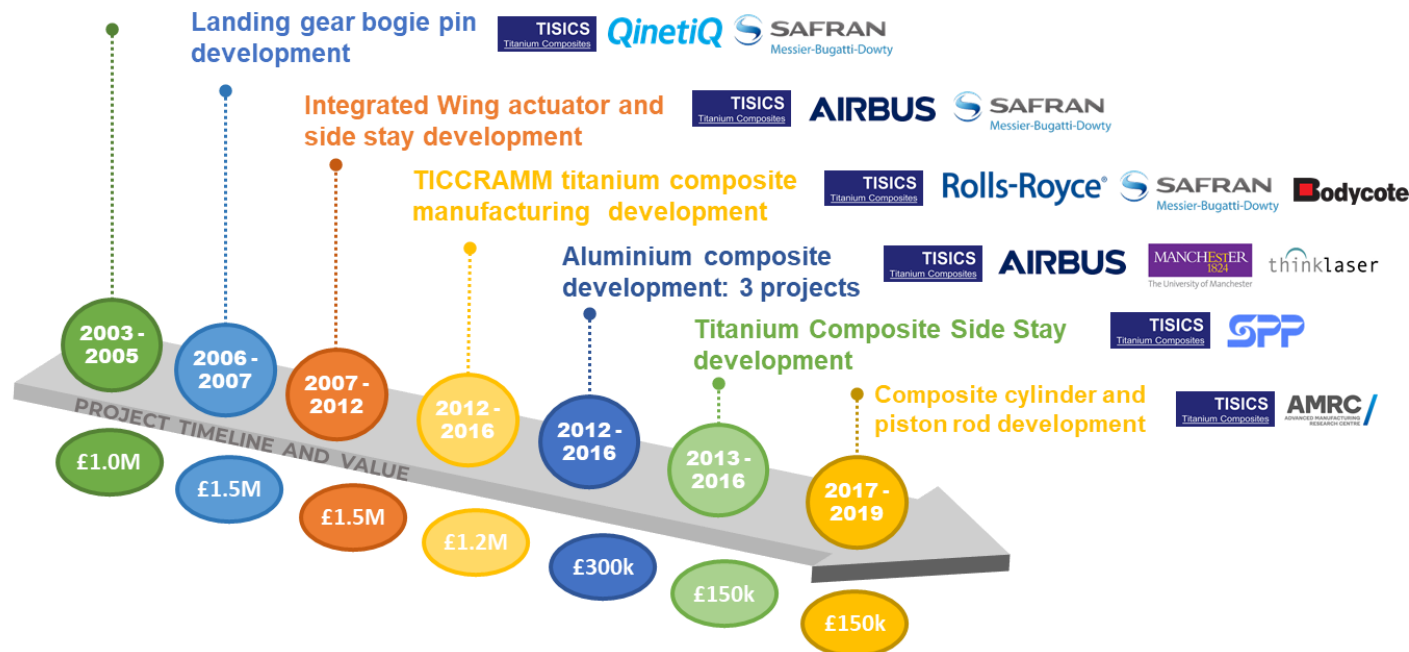 Landing gear bogie pin
development
TISICS
Titanium Composites
QinetiQ
SAFRAN
Messier-Bugatti-Dowty
Integrated Wing actuator and
side stay development
TISICS
Titanium Composites
AIRBUS
SAFRAN
Messier-Bugatti-Dowty
TICCRAMM titanium composite
manufacturing development
TISICS
Titanium Composites
Rolls-Royce®
SAFRAN
Messier-Bugatti-Dowty
Bodycote
Aluminium composite
development: 3 projects
TISICS
Titanium Composites
AIRBUS
MANCHESTER
1824
The University of Manchester
thinklaser
Titanium Composite Side Stay
development
TISICS
Titanium Composites
SPP
Composite cylinder and
piston rod development
TISICS
Titanium Composites
AMRC
ADVANCED MANUFACTURING
RESEARCH CENTRE
2003 -
2005
2006 -
2007
2007 -
2012
2012 -
2016
2012 -
2016
2013 -
2016
2017 -
2019
PROJECT TIMELINE AND VALUE
£1.0M
£1.5M
£1.5M
£1.2M
£300k
£150k
£150k